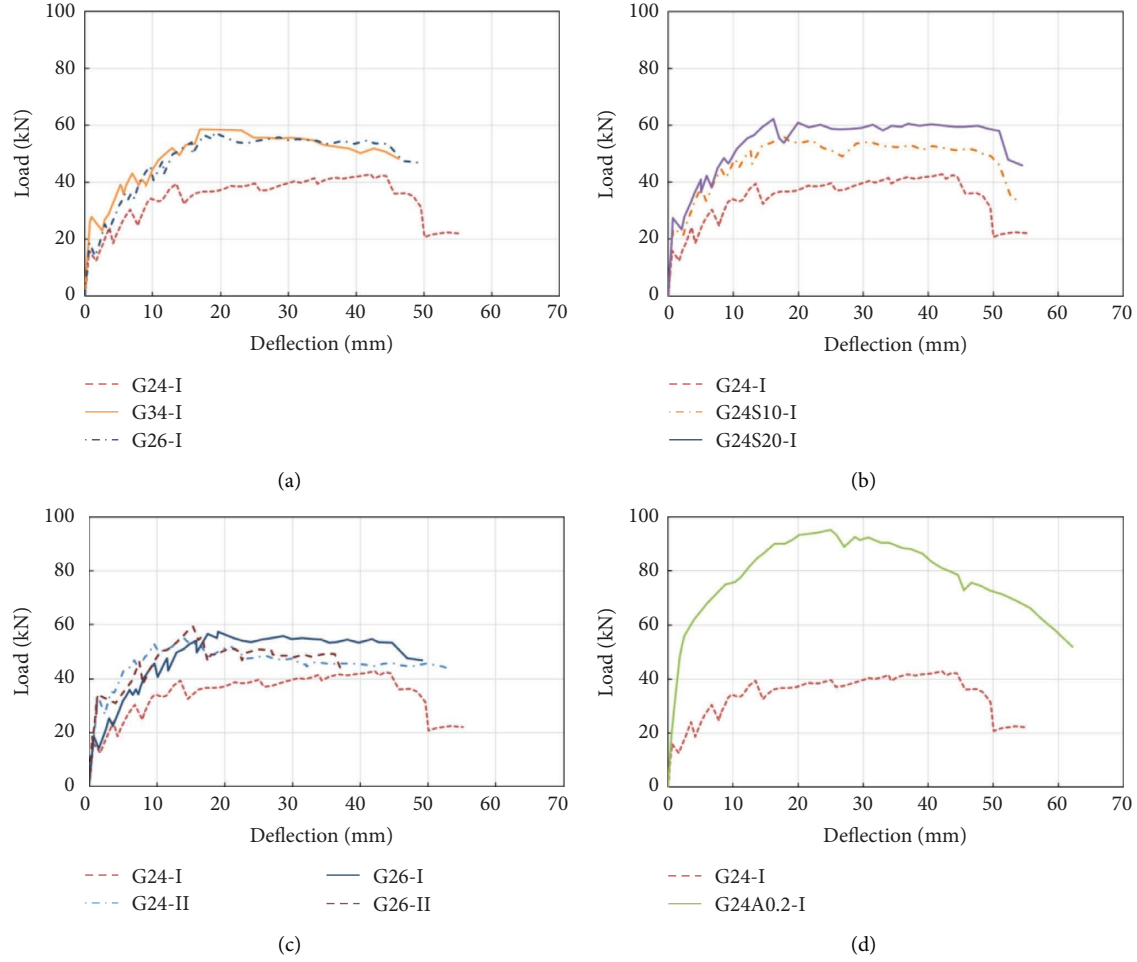 100
80
60
40
20
0
Load (kN)
0 10 20 30 40 50 60 70
Deflection (mm)
G24-I
G34-I
G26-I
(a)
100
80
60
40
20
0
Load (kN)
0 10 20 30 40 50 60 70
Deflection (mm)
G24-I
G24S10-I
G24S20-I
(b)
100
80
60
40
20
0
Load (kN)
0 10 20 30 40 50 60 70
Deflection (mm)
G24-I G26-I
G24-II G26-II
(c)
100
80
60
40
20
0
Load (kN)
0 10 20 30 40 50 60 70
Deflection (mm)
G24-I
G24A0.2-I
(d)